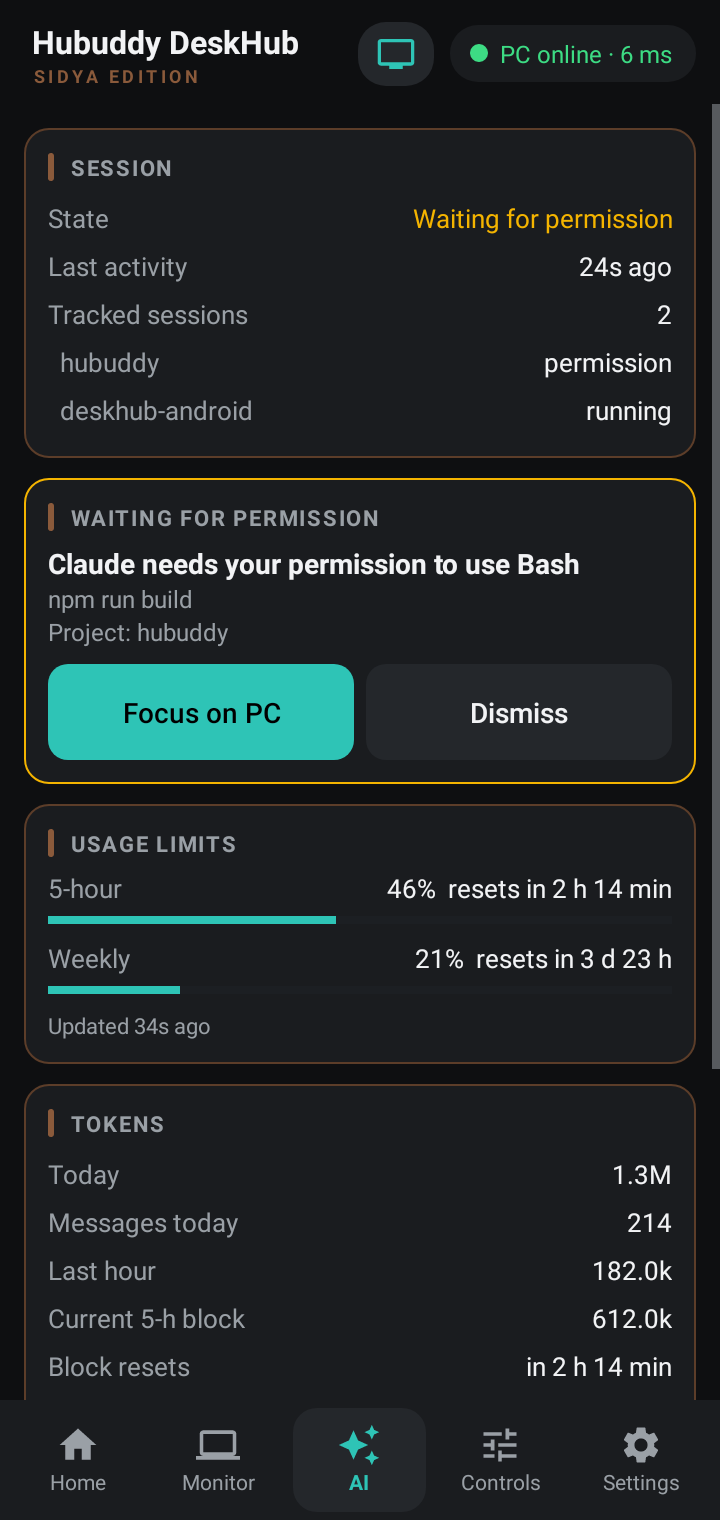 Hubuddy DeskHub
SIDYA EDITION
PC online · 6 ms
SESSION
State Waiting for permission
Last activity 24s ago
Tracked sessions 2
hubuddy permission
deskhub-android running
WAITING FOR PERMISSION
Claude needs your permission to use Bash
npm run build
Project: hubuddy
Focus on PC Dismiss
USAGE LIMITS
5-hour 46% resets in 2 h 14 min
Weekly 21% resets in 3 d 23 h
Updated 34s ago
TOKENS
Today 1.3M
Messages today 214
Last hour 182.0k
Current 5-h block 612.0k
Block resets in 2 h 14 min
Home Monitor AI Controls Settings